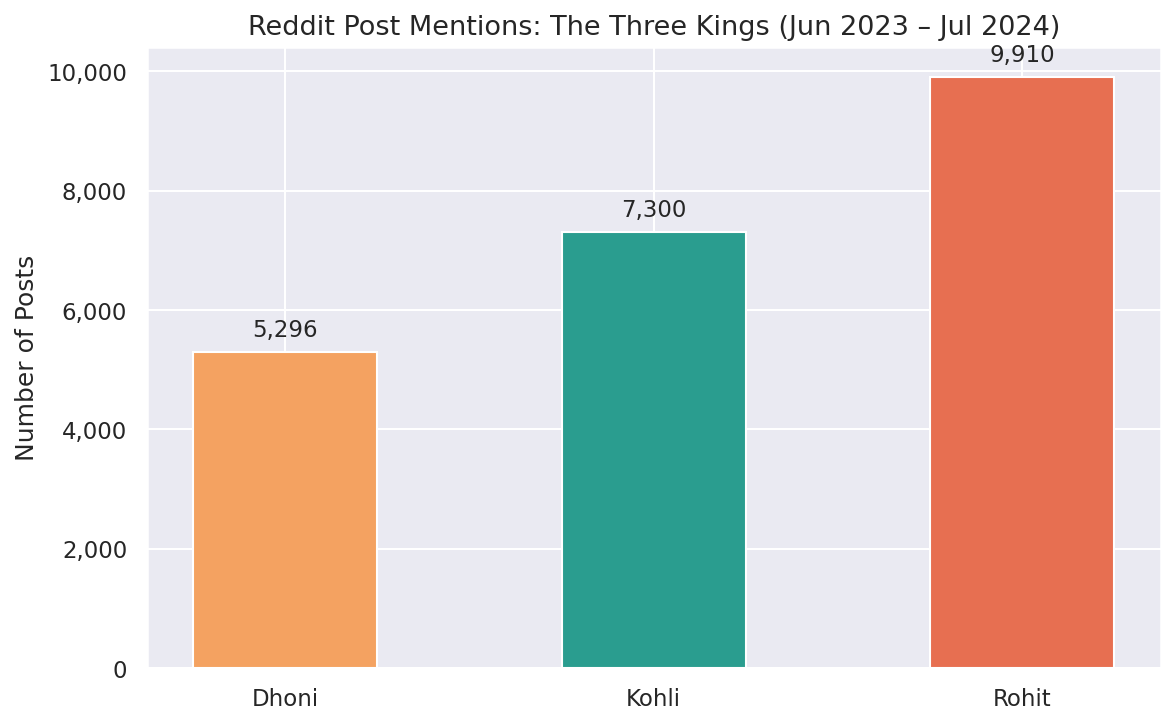 Reddit Post Mentions: The Three Kings (Jun 2023 – Jul 2024)
Number of Posts
10,000
8,000
6,000
4,000
2,000
0
5,296
7,300
9,910
Dhoni
Kohli
Rohit